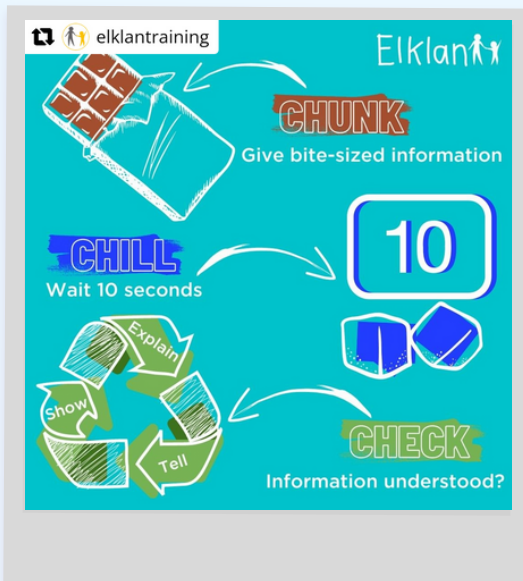 elklantraining
Elklan
CHUNK
Give bite-sized information
CHILL
Wait 10 seconds
10
Explain
Show
Tell
CHECK
Information understood?